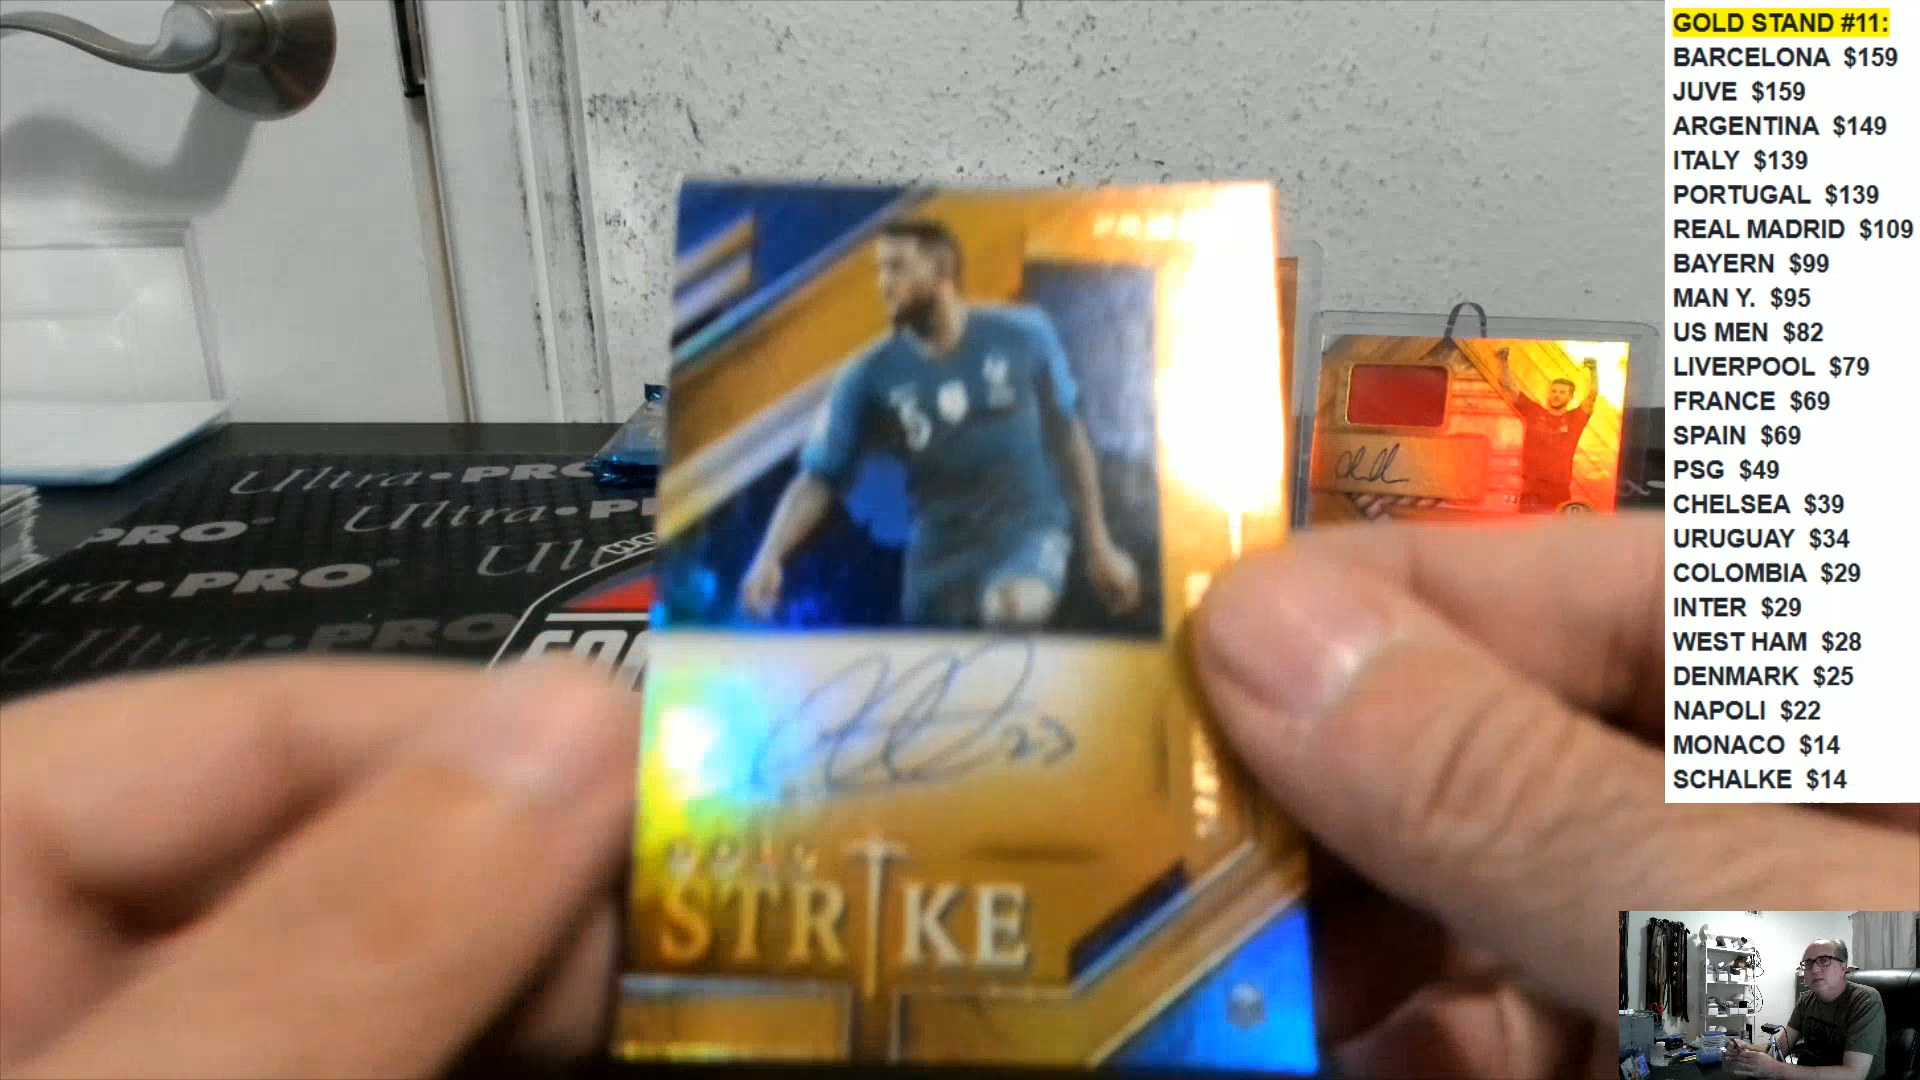 GOLD STAND #11:
BARCELONA $159
JUVE $159
ARGENTINA $149
ITALY $139
PORTUGAL $139
REAL MADRID $109
BAYERN $99
MAN Y. $95
US MEN $82
LIVERPOOL $79
FRANCE $69
SPAIN $69
PSG $49
CHELSEA $39
URUGUAY $34
COLOMBIA $29
INTER $29
WEST HAM $28
DENMARK $25
NAPOLI $22
MONACO $14
SCHALKE $14
Ultra•PRO
PRO
Ultra•P
tra•PRO
Ul
Ultra•PRO
STRIKE
27